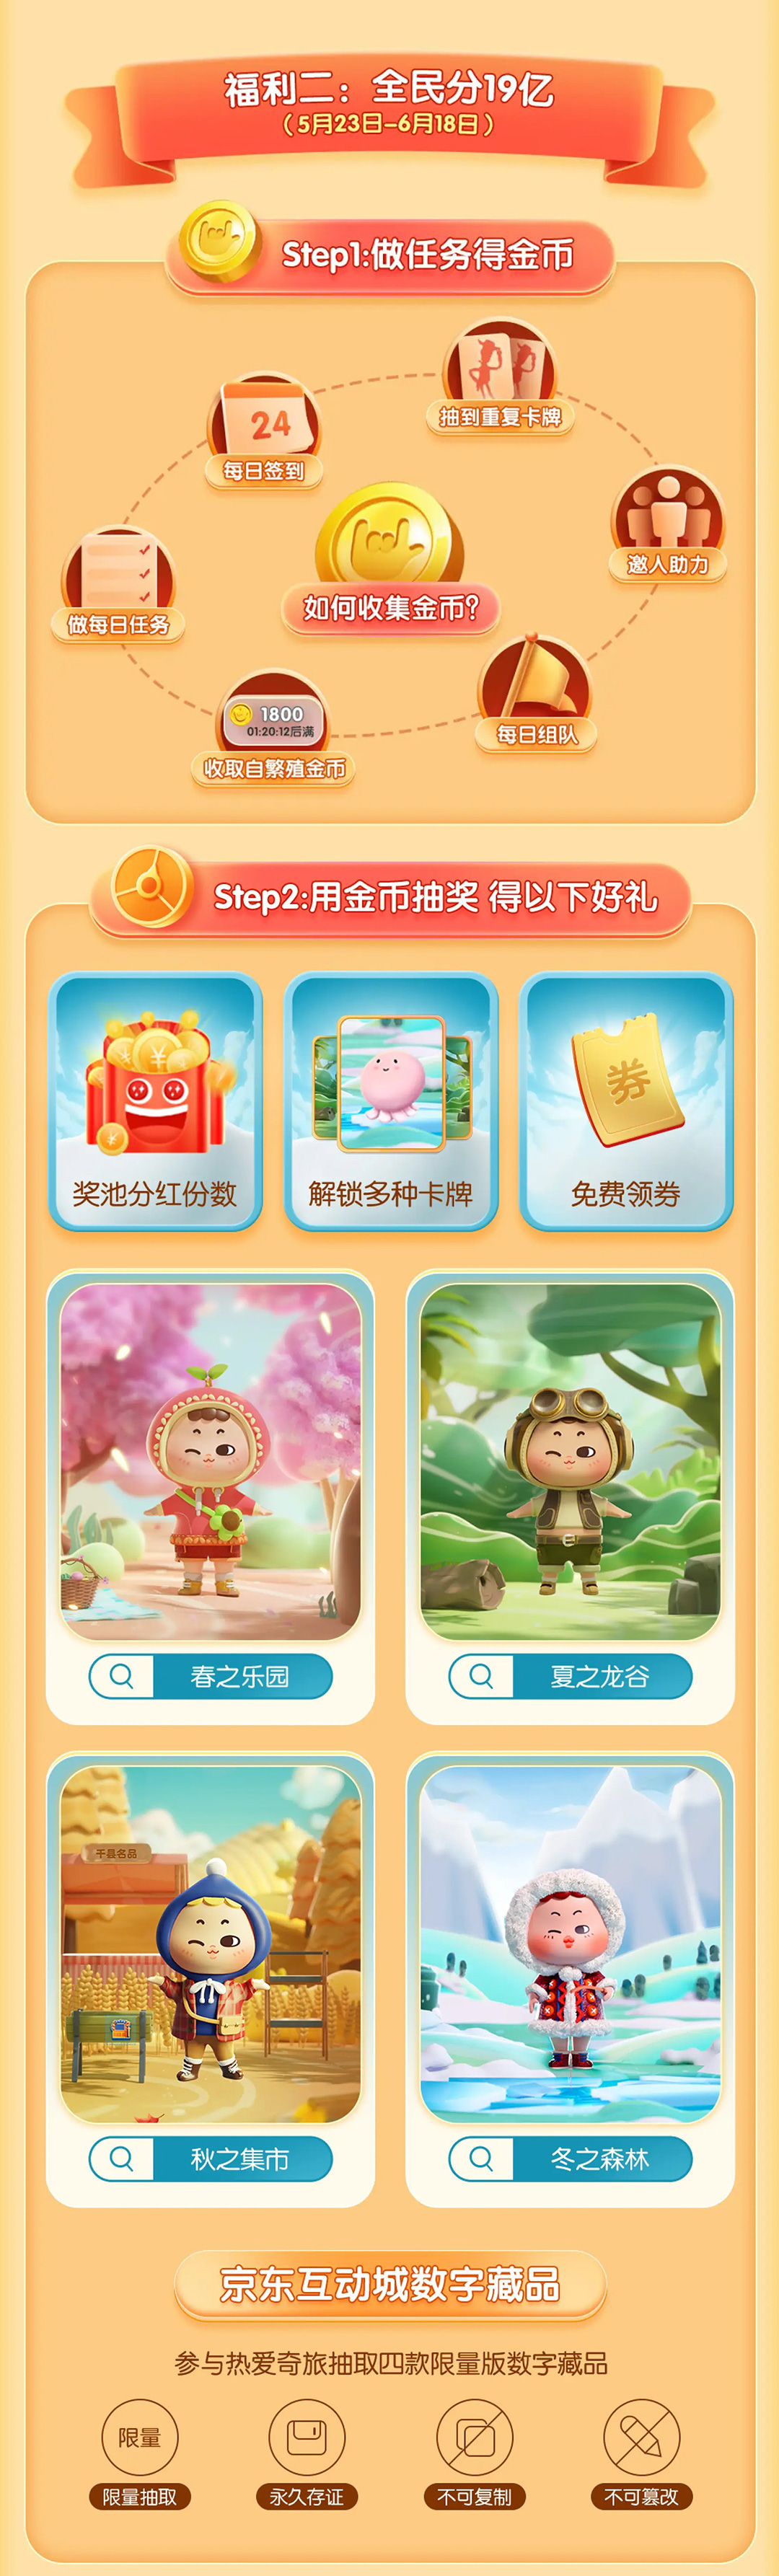 福利二：全民分19亿
（5月23日-6月18日）
Step1:做任务得金币
抽到重复卡牌
24
每日签到
邀人助力
如何收集金币?
做每日任务
每日组队
1800
01:20:12后满
收取自繁殖金币
Step2:用金币抽奖 得以下好礼
券
奖池分红份数
解锁多种卡牌
免费领券
春之乐园
夏之龙谷
千县名品
秋之集市
冬之森林
京东互动城数字藏品
参与热爱奇旅抽取四款限量版数字藏品
限量
限量抽取
永久存证
不可复制
不可篡改